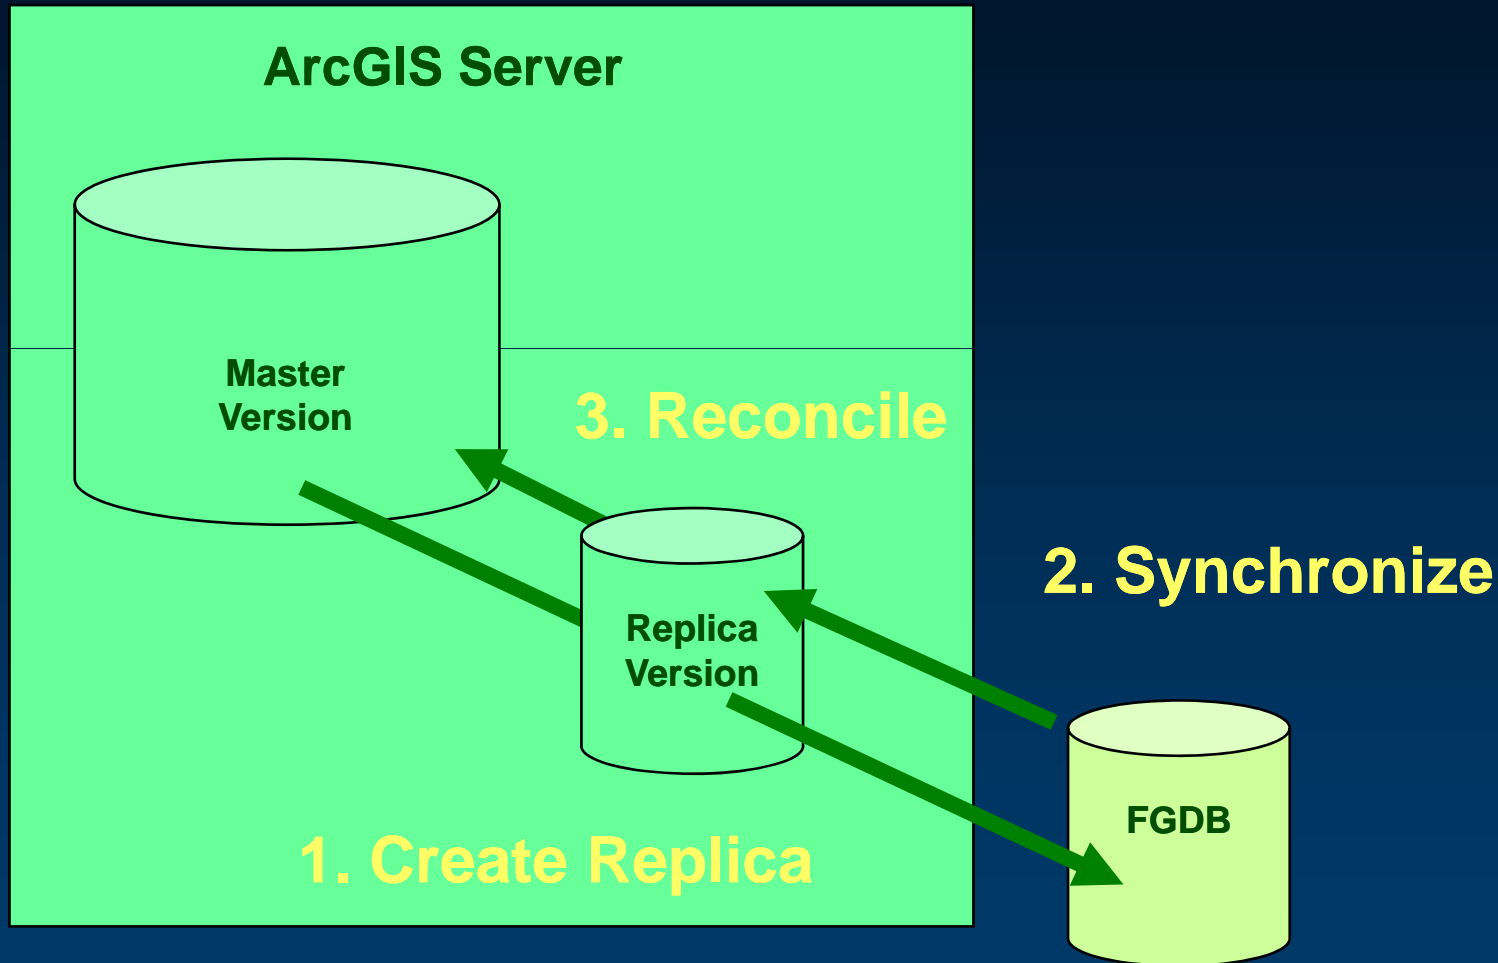 ArcGIS Server
Master
Version
3. Reconcile
2. Synchronize
Replica
Version
FGDB
1. Create Replica